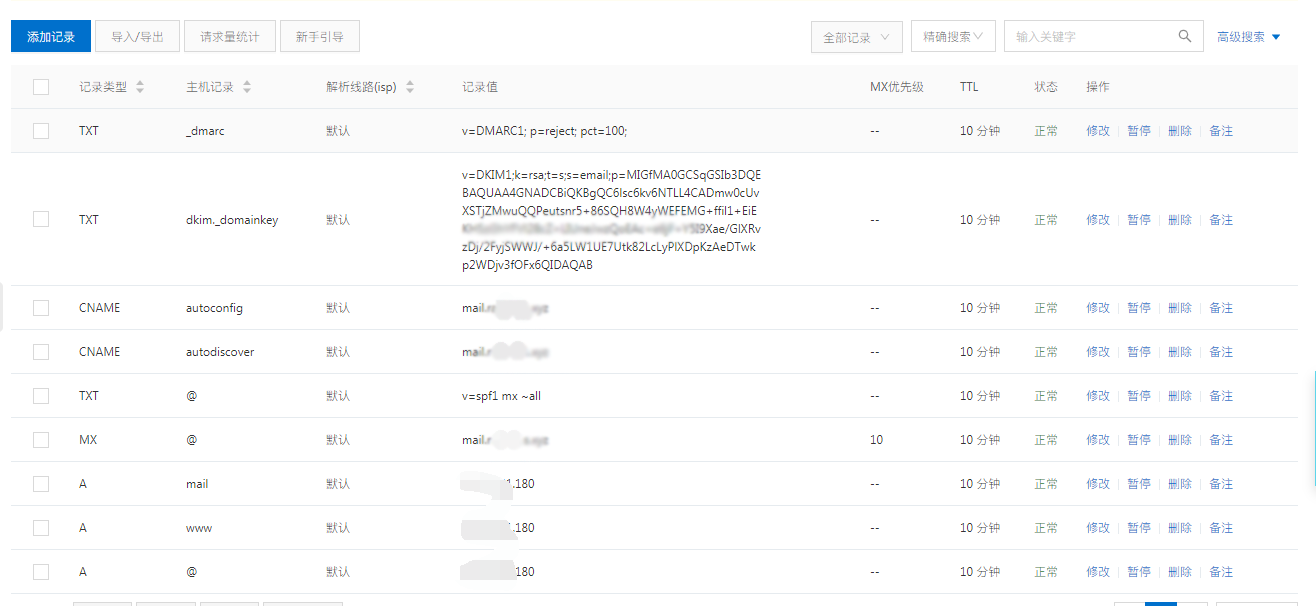 添加记录 导入/导出 请求量统计 新手引导 全部记录 精确搜索 输入关键字 高级搜索
记录类型 主机记录 解析线路(isp) 记录值 MX优先级 TTL 状态 操作
TXT _dmarc 默认 v=DMARC1; p=reject; pct=100; -- 10 分钟 正常 修改 暂停 删除 备注
v=DKIM1;k=rsa;t=s;s=email;p=MIGfMA0GCSqGSIb3DQE
BAQUAA4GNADCBiQKBgQC6lsc6kv6NTLL4CADmw0cUv
XSTjZMwuQQPeutsnr5+86SQH8W4yWEFEMG+ffil1+EiE
TXT dkim._domainkey 默认 9Xae/GlXRv -- 10 分钟 正常 修改 暂停 删除 备注
zDj/2FyjSWWJ/+6a5LW1UE7Utk82LcLyPlXDpKzAeDTwk
p2WDjv3fOFx6QIDAQAB
CNAME autoconfig 默认 mail. -- 10 分钟 正常 修改 暂停 删除 备注
CNAME autodiscover 默认 mail. -- 10 分钟 正常 修改 暂停 删除 备注
TXT @ 默认 v=spf1 mx ~all -- 10 分钟 正常 修改 暂停 删除 备注
MX @ 默认 mail. 10 10 分钟 正常 修改 暂停 删除 备注
A mail 默认 .180 -- 10 分钟 正常 修改 暂停 删除 备注
A www 默认 .180 -- 10 分钟 正常 修改 暂停 删除 备注
A @ 默认 180 -- 10 分钟 正常 修改 暂停 删除 备注